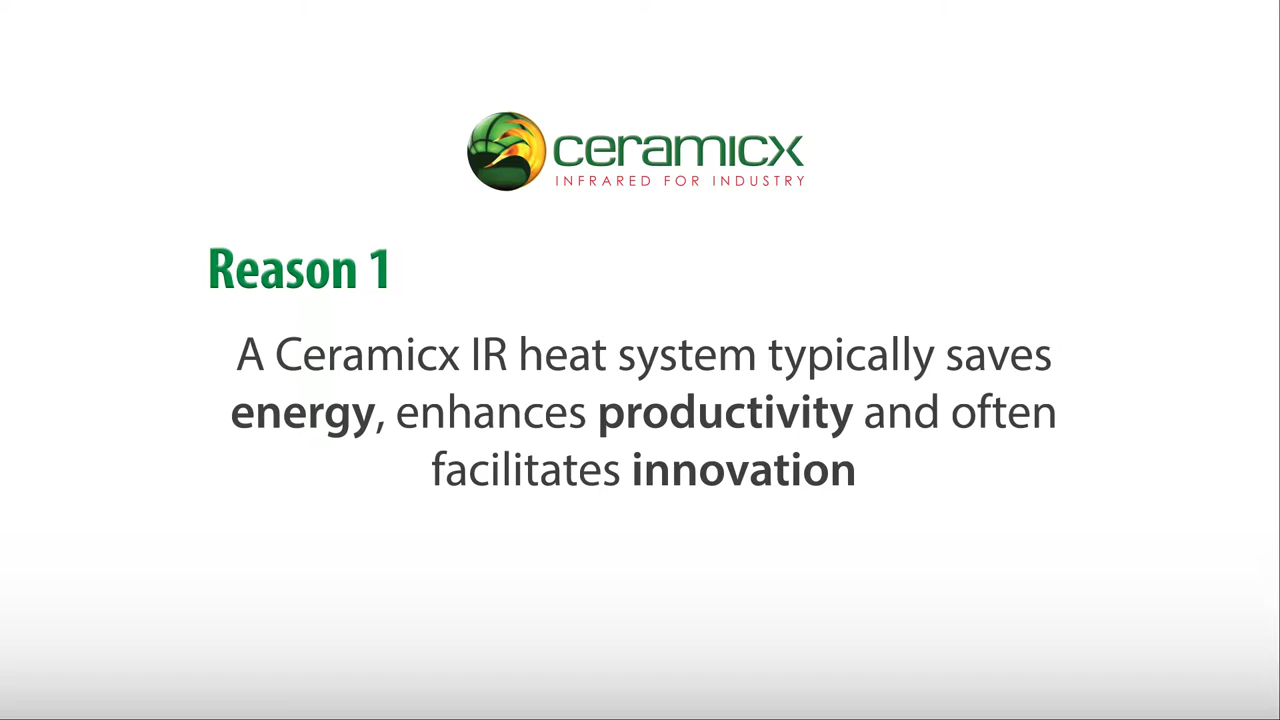 ceramicx
INFRARED FOR INDUSTRY
Reason 1
A Ceramicx IR heat system typically saves
energy, enhances productivity and often
facilitates innovation